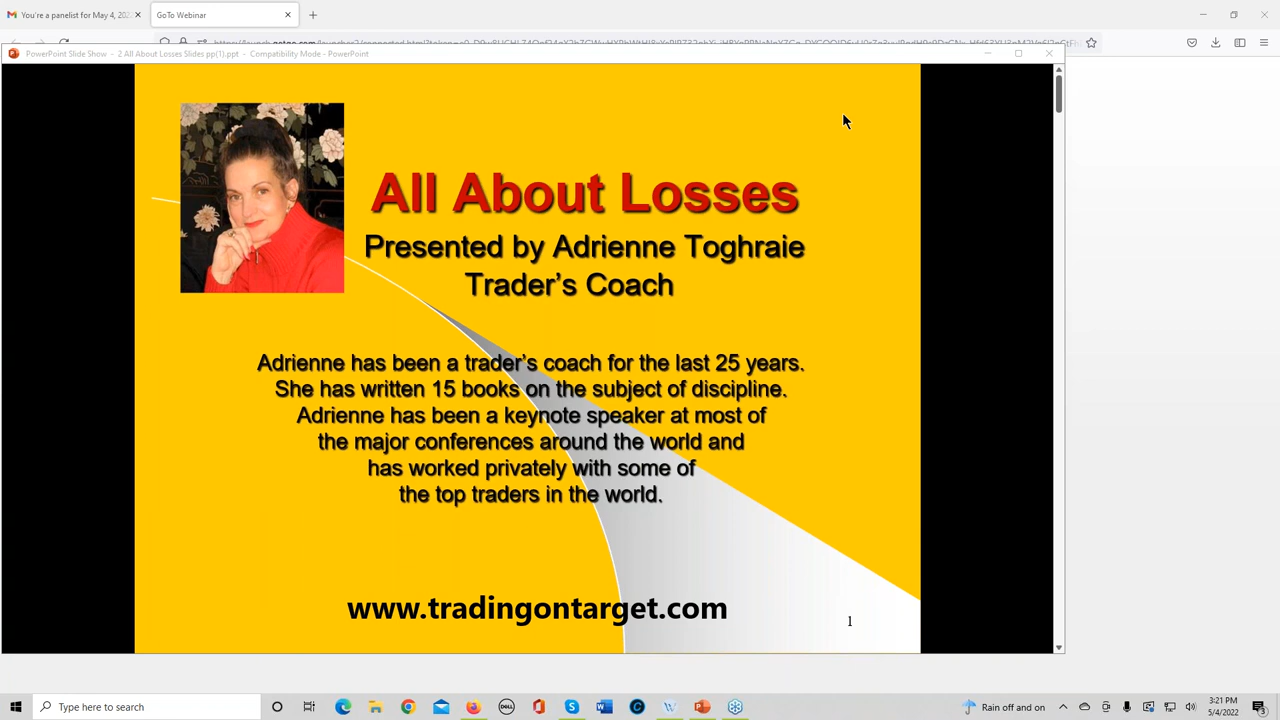 You're a panelist for May 4, 202
GoTo Webinar
PowerPoint Slide Show - 2 All About Losses Slides pp(1).ppt - Compatibility Mode - PowerPoint
All About Losses
Presented by Adrienne Toghraie
Trader's Coach
Adrienne has been a trader's coach for the last 25 years.
She has written 15 books on the subject of discipline.
Adrienne has been a keynote speaker at most of
the major conferences around the world and
has worked privately with some of
the top traders in the world.
www.tradingontarget.com
1
Type here to search
DELL
Rain off and on
3:21 PM
5/4/2022